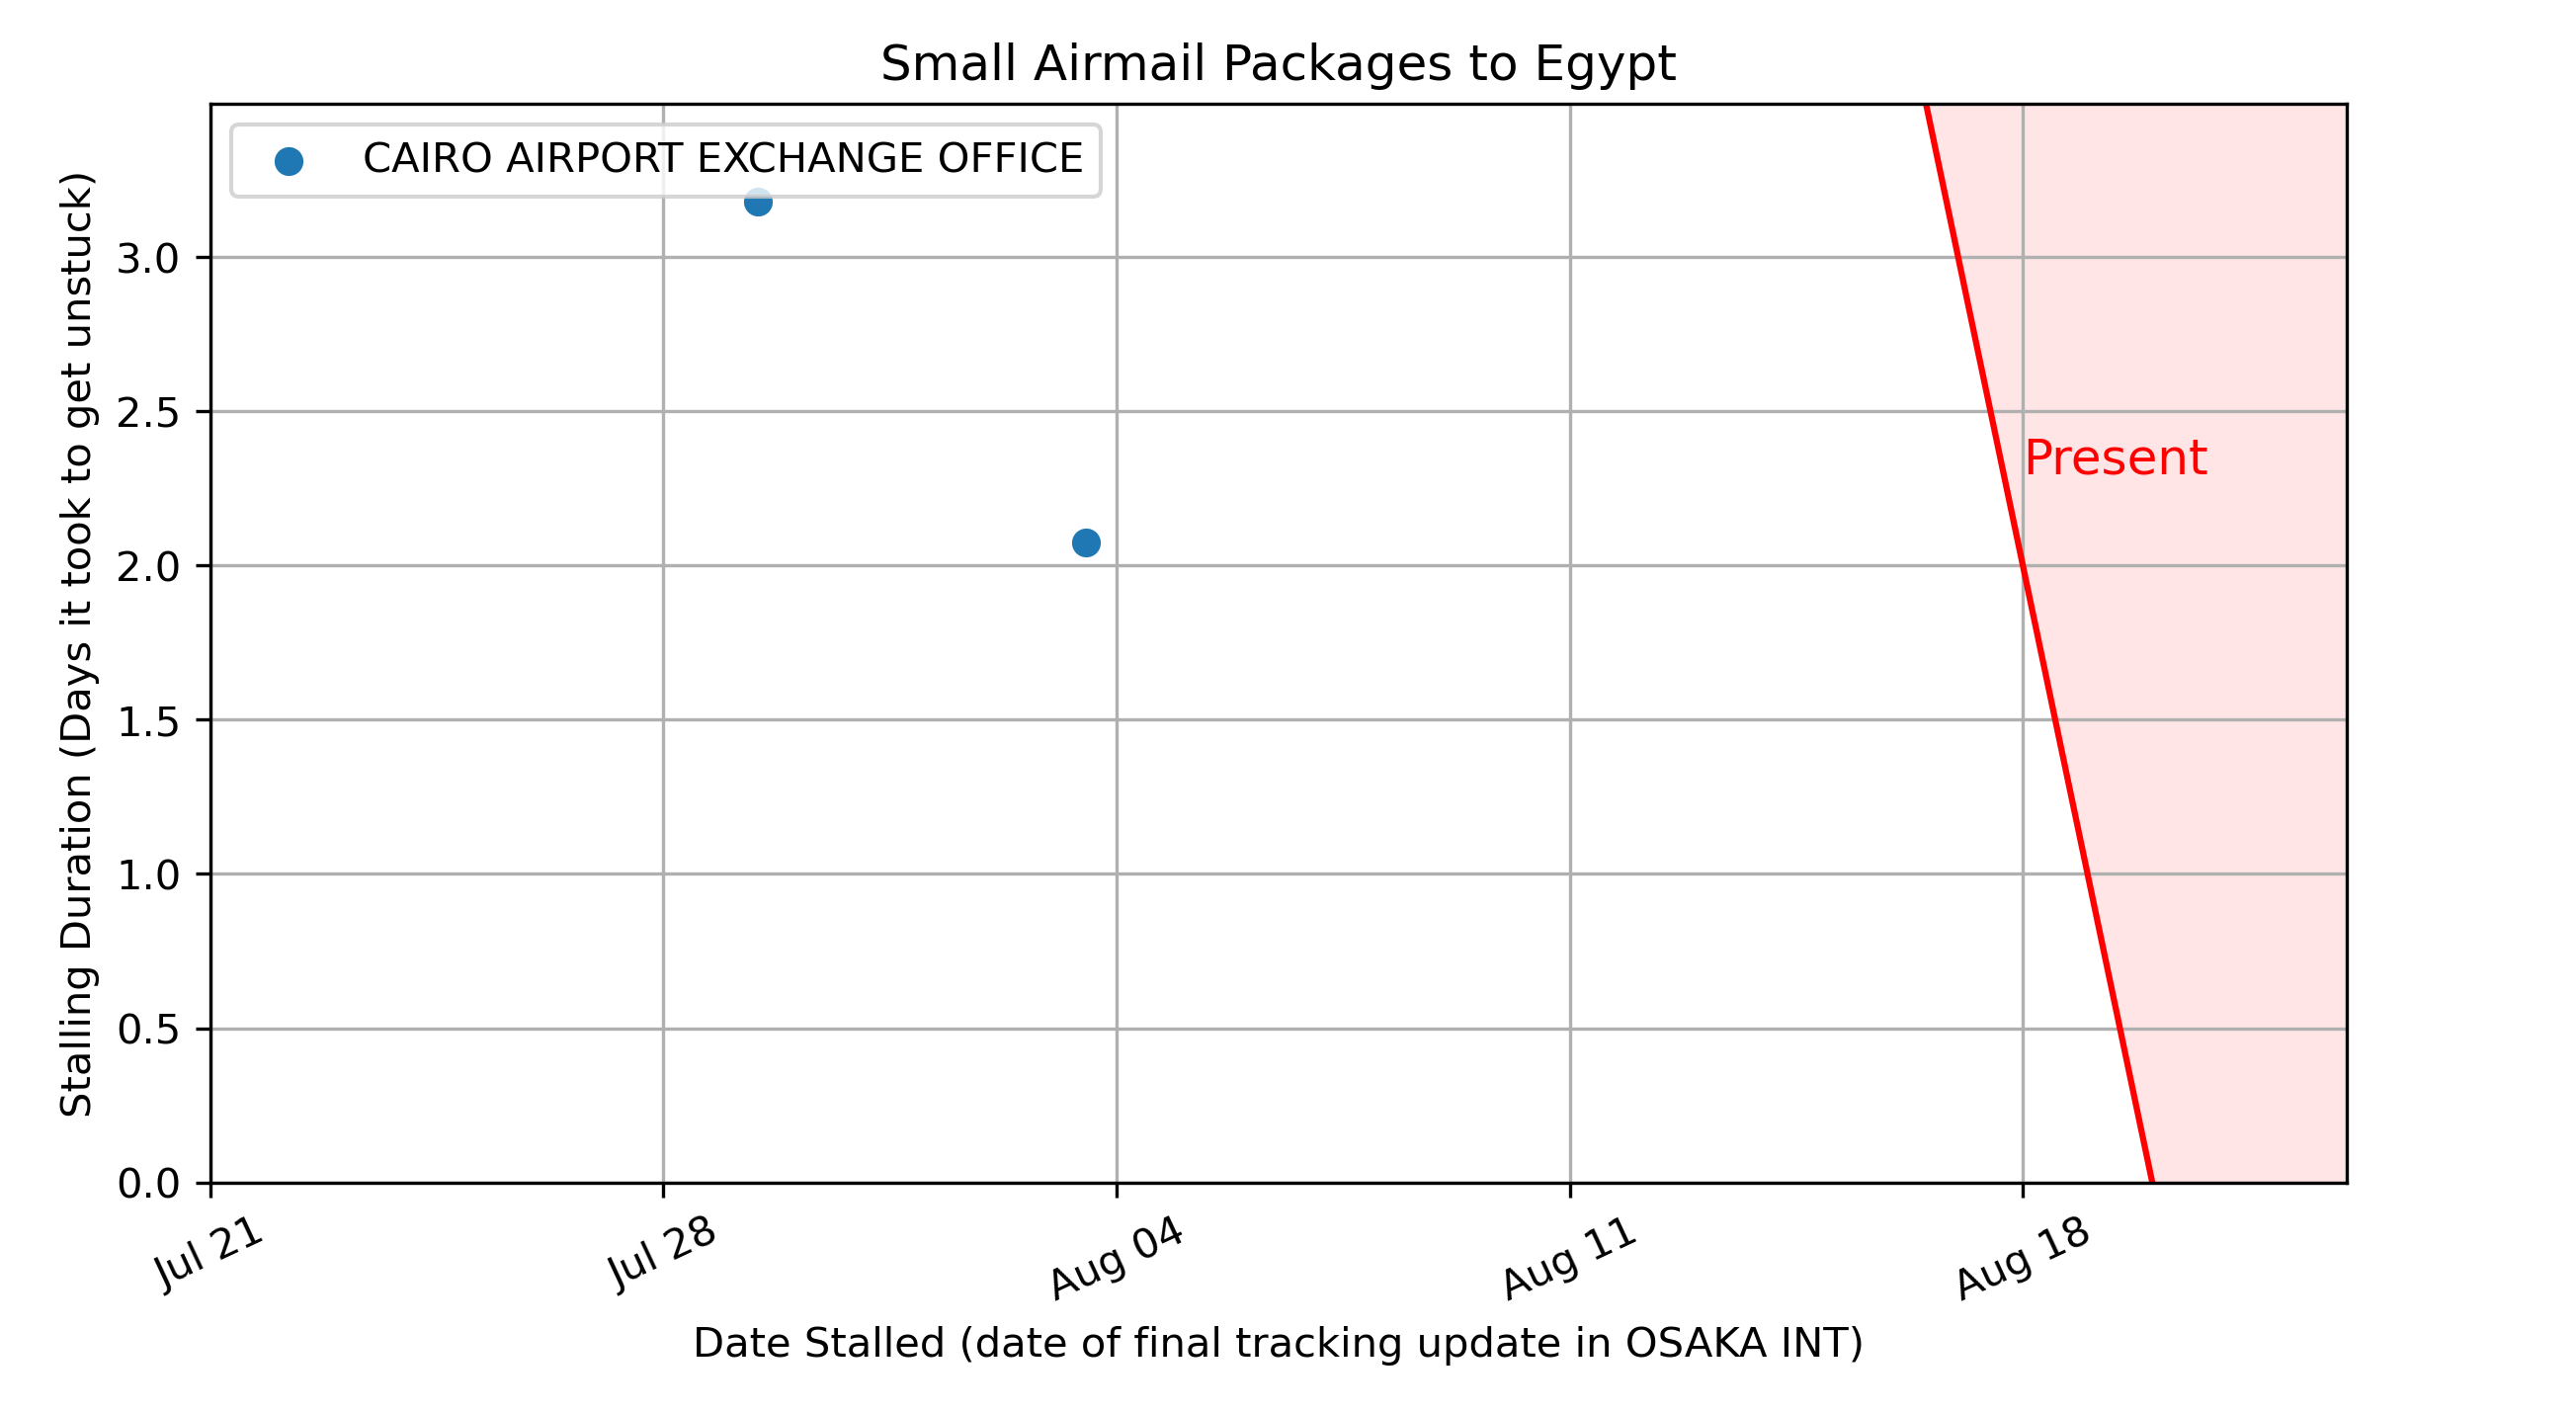 Small Airmail Packages to Egypt
CAIRO AIRPORT EXCHANGE OFFICE
Stalling Duration (Days it took to get unstuck)
3.0
2.5
2.0
1.5
1.0
0.5
0.0
Present
Jul 21
Jul 28
Aug 04
Aug 11
Aug 18
Date Stalled (date of final tracking update in OSAKA INT)